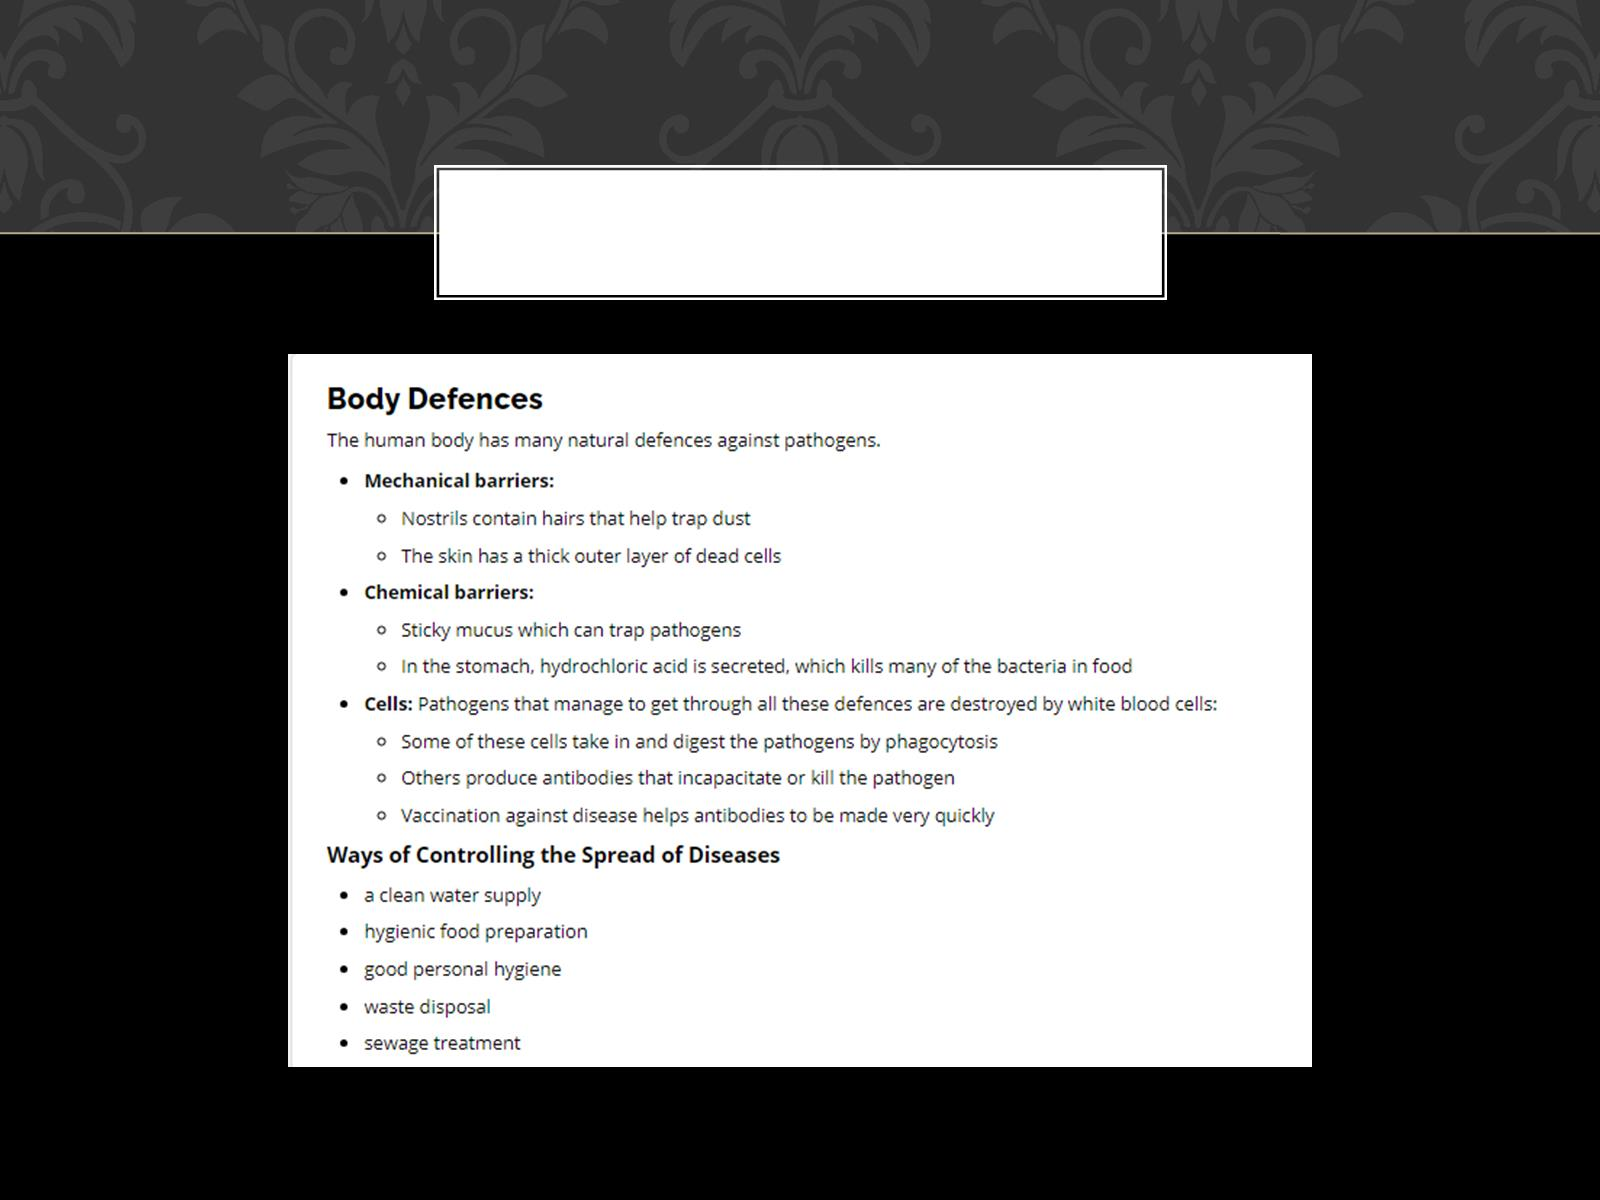 Body Defences
The human body has many natural defences against pathogens.
• Mechanical barriers:
◦ Nostrils contain hairs that help trap dust
◦ The skin has a thick outer layer of dead cells
• Chemical barriers:
◦ Sticky mucus which can trap pathogens
◦ In the stomach, hydrochloric acid is secreted, which kills many of the bacteria in food
• Cells: Pathogens that manage to get through all these defences are destroyed by white blood cells:
◦ Some of these cells take in and digest the pathogens by phagocytosis
◦ Others produce antibodies that incapacitate or kill the pathogen
◦ Vaccination against disease helps antibodies to be made very quickly
Ways of Controlling the Spread of Diseases
• a clean water supply
• hygienic food preparation
• good personal hygiene
• waste disposal
• sewage treatment